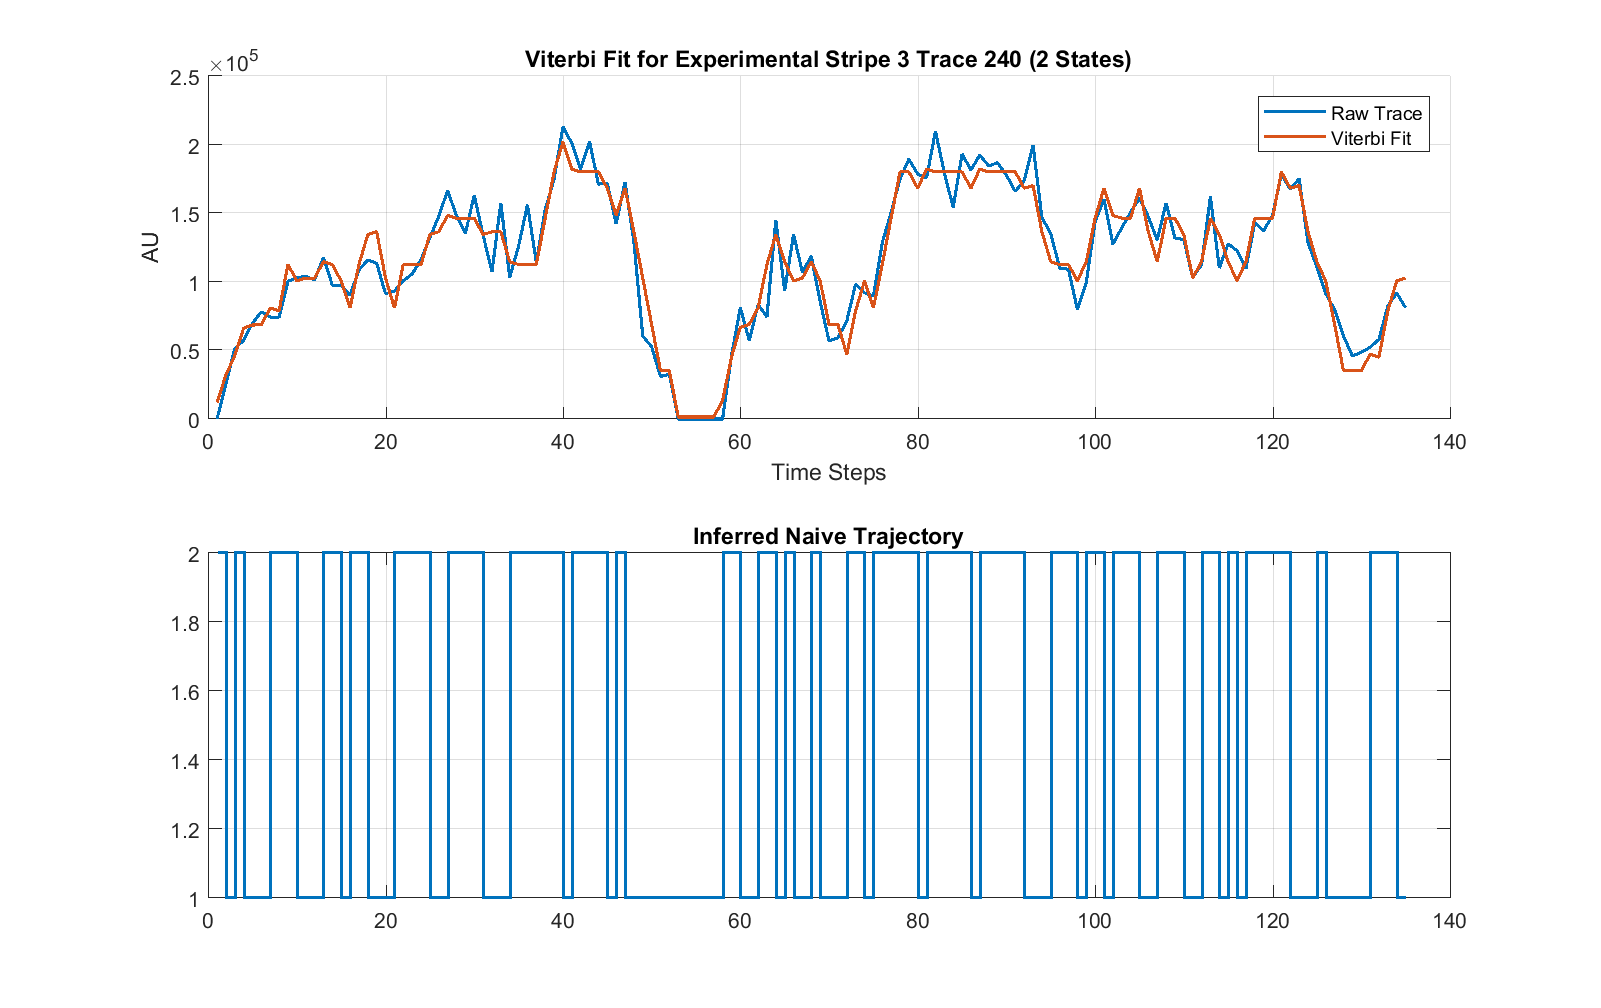 Viterbi Fit for Experimental Stripe 3 Trace 240 (2 States)
×10^5
2.5
2
1.5
1
0.5
0
AU
Raw Trace
Viterbi Fit
0 20 40 60 80 100 120 140
Time Steps
Inferred Naive Trajectory
2
1.8
1.6
1.4
1.2
1
0 20 40 60 80 100 120 140